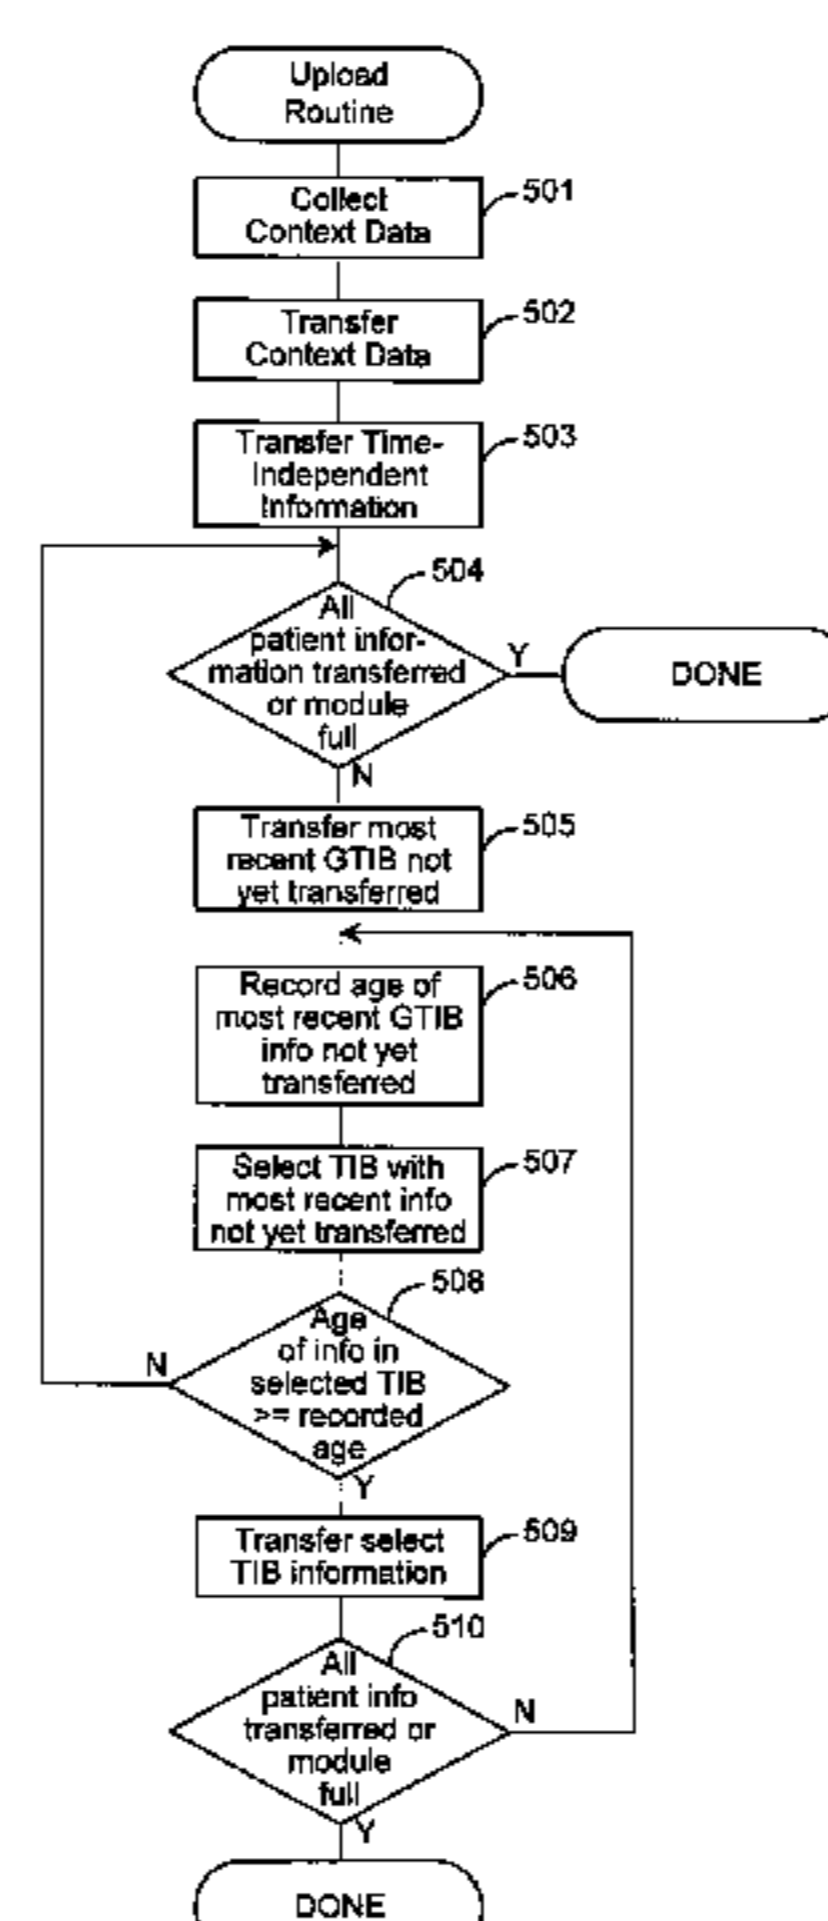 Upload
Routine
Collect
Context Data
501
Transfer
Context Data
502
Transfer Time-
Independent
Information
503
504
All
patient infor-
mation transferred
or module
full
Y
DONE
N
Transfer most
recent GTIB not
yet transferred
505
Record age of
most recent GTIB
info not yet
transferred
506
Select TIB with
most recent info
not yet transferred
507
508
Age
of info in
selected TIB
>= recorded
age
N
Y
Transfer select
TIB information
509
510
All
patient info
transferred or
module
full
N
Y
DONE